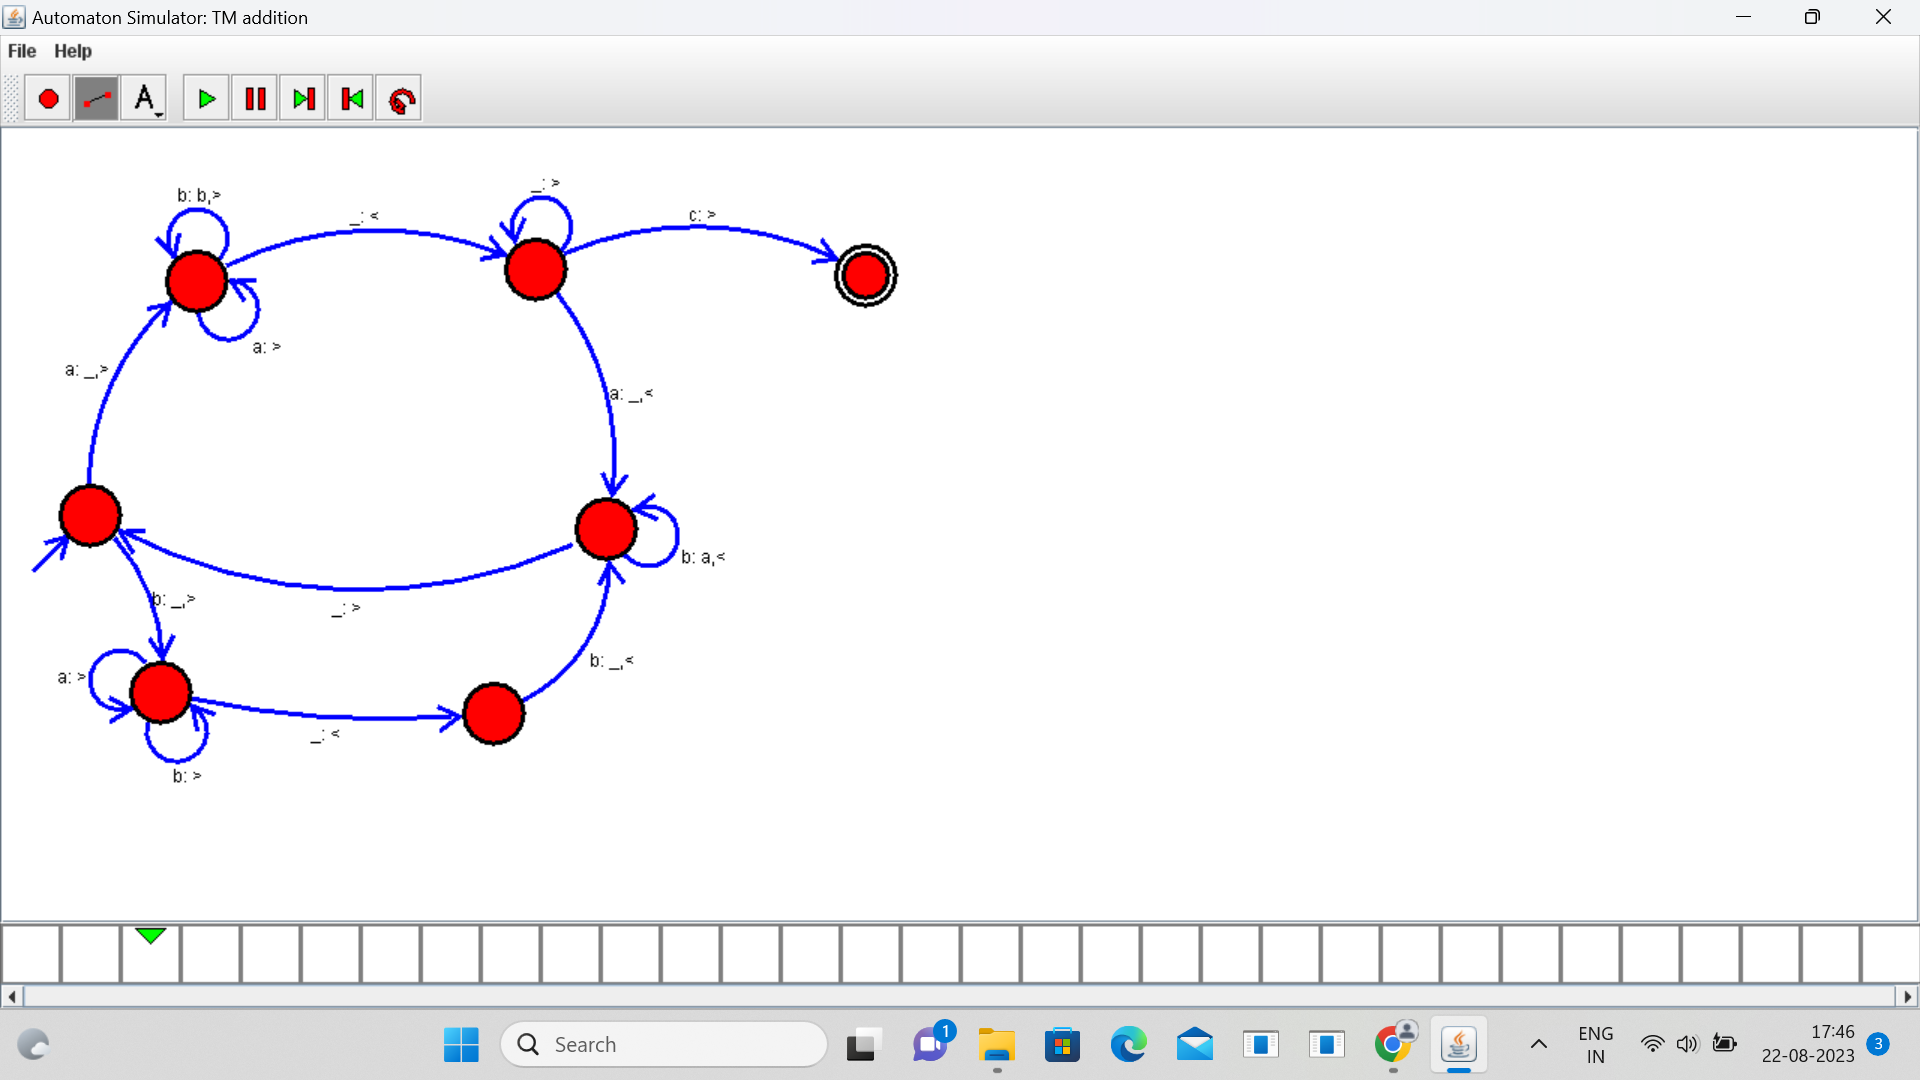 Automaton Simulator: TM addition
File Help
A
_: >
b: b,>
_: <
c: >
a: >
a: _,>
a: _,<
b: a,<
b: _,>
_: >
b: _,<
a: >
_: <
b: >
1
Search
ENG
IN
17:46
22-08-2023
3